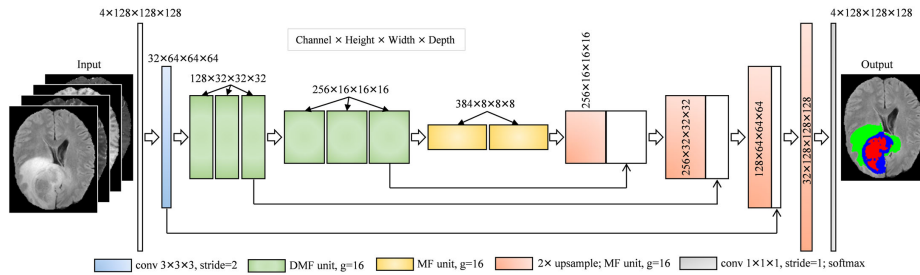 4×128×128×128
Input
32×64×64×64
128×32×32×32
Channel × Height × Width × Depth
256×16×16×16
384×8×8×8
256×16×16×16
256×32×32×32
128×64×64×64
32×128×128×128
4×128×128×128
Output
conv 3×3×3, stride=2
DMF unit, g=16
MF unit, g=16
2× upsample; MF unit, g=16
conv 1×1×1, stride=1; softmax